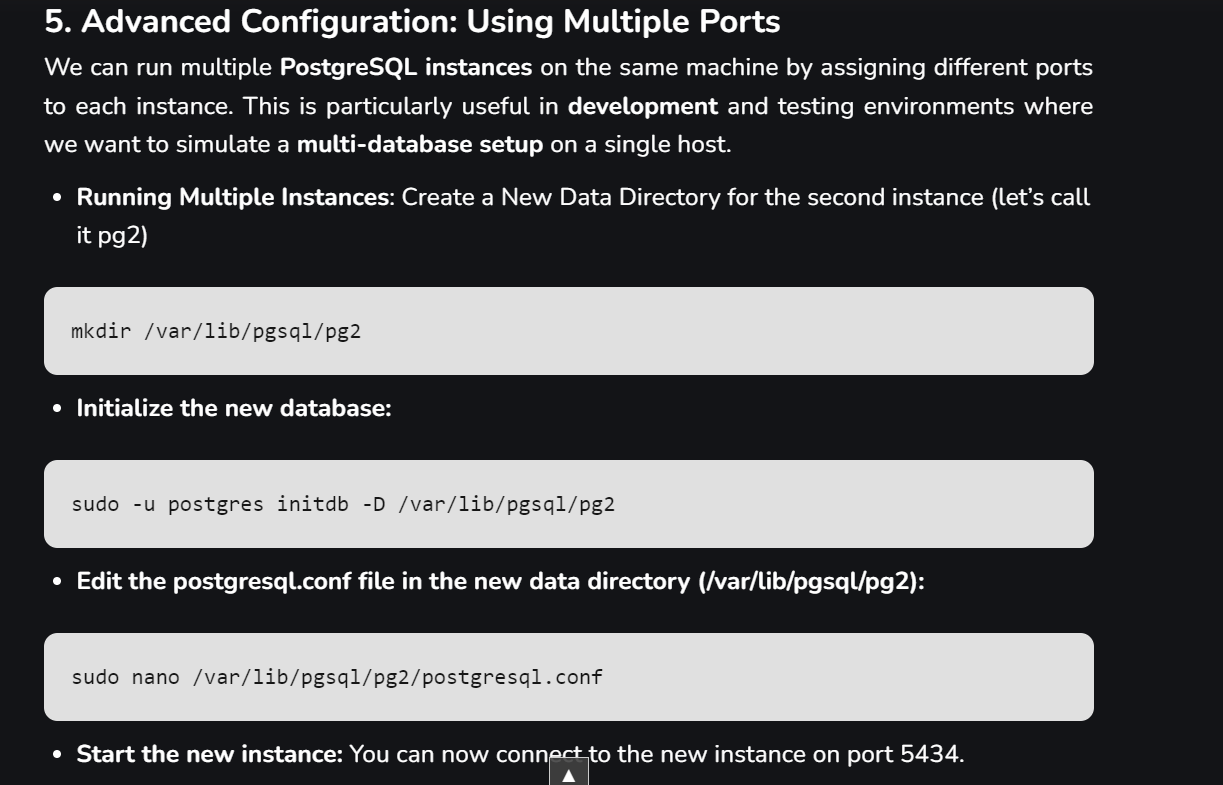 5. Advanced Configuration: Using Multiple Ports
We can run multiple PostgreSQL instances on the same machine by assigning different ports
to each instance. This is particularly useful in development and testing environments where
we want to simulate a multi-database setup on a single host.
• Running Multiple Instances: Create a New Data Directory for the second instance (let’s call
it pg2)
mkdir /var/lib/pgsql/pg2
• Initialize the new database:
sudo -u postgres initdb -D /var/lib/pgsql/pg2
• Edit the postgresql.conf file in the new data directory (/var/lib/pgsql/pg2):
sudo nano /var/lib/pgsql/pg2/postgresql.conf
• Start the new instance: You can now connect to the new instance on port 5434.